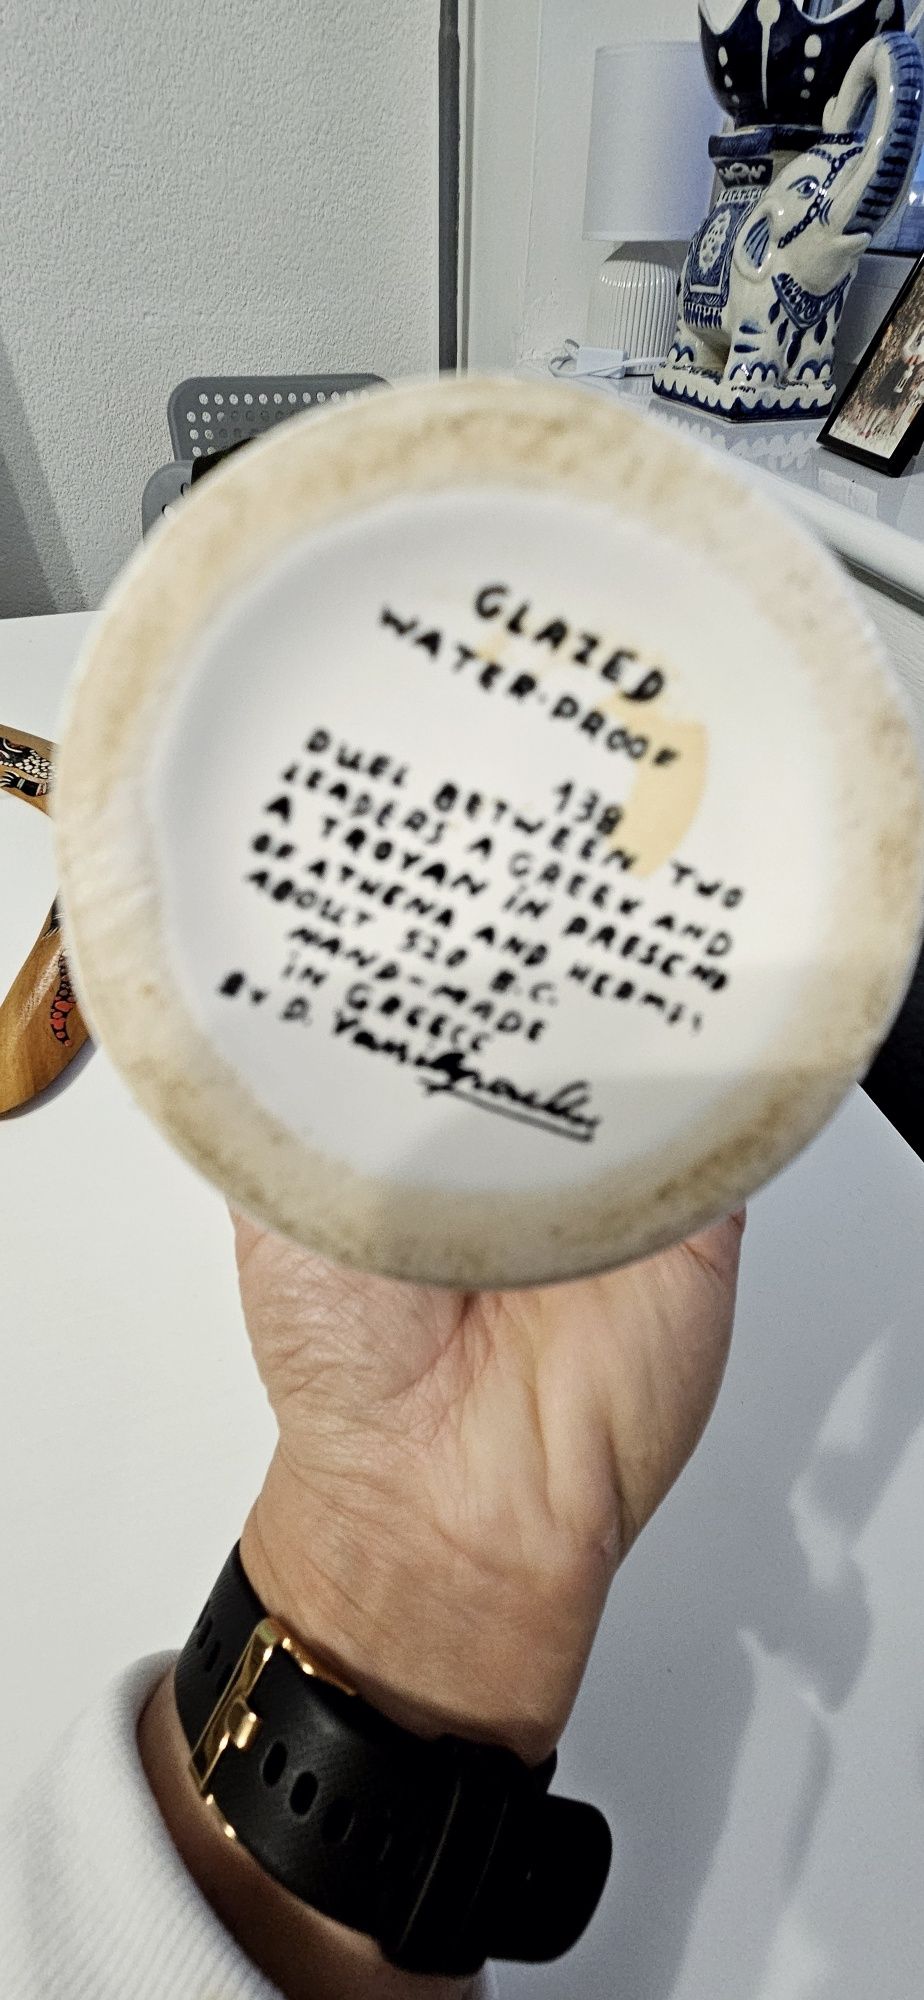 GLAZED
WATER-PROOF
138
DUEL BETWEEN TWO
LEADERS A GREEK AND
A TROYAN IN PRESENS
OF ATHENA AND HERMES
ABOUT 520 B.C.
HAND-MADE
IN GREECE
BY D.